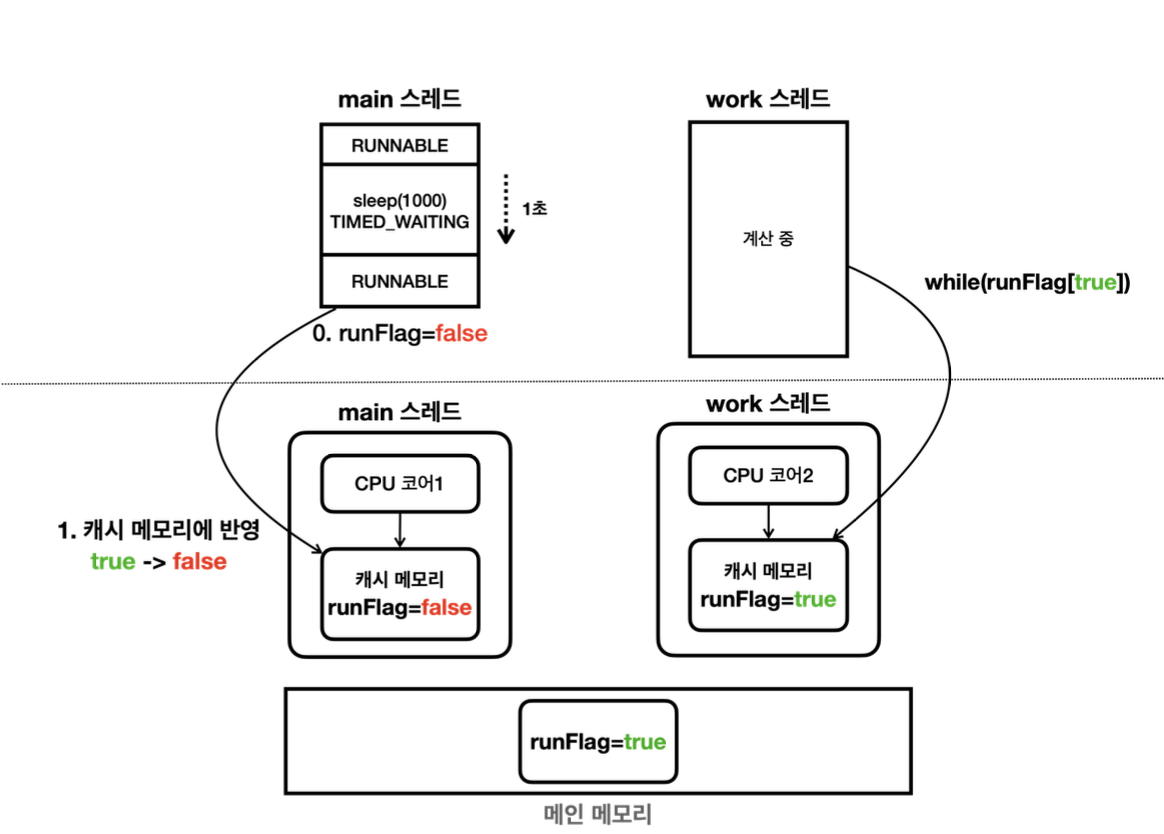 main 스레드
work 스레드
RUNNABLE
sleep(1000)
TIMED_WAITING
1초
RUNNABLE
계산 중
while(runFlag[true])
0. runFlag=false
main 스레드
work 스레드
CPU 코어1
CPU 코어2
1. 캐시 메모리에 반영
true -> false
캐시 메모리
runFlag=false
캐시 메모리
runFlag=true
runFlag=true
메인 메모리